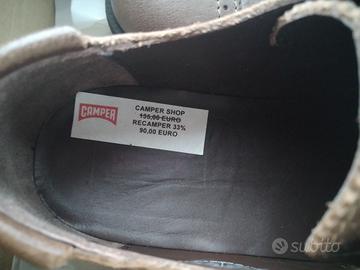 CAMPER
CAMPER SHOP
135,00 EURO
RECAMPER 33%
90,00 EURO
subito